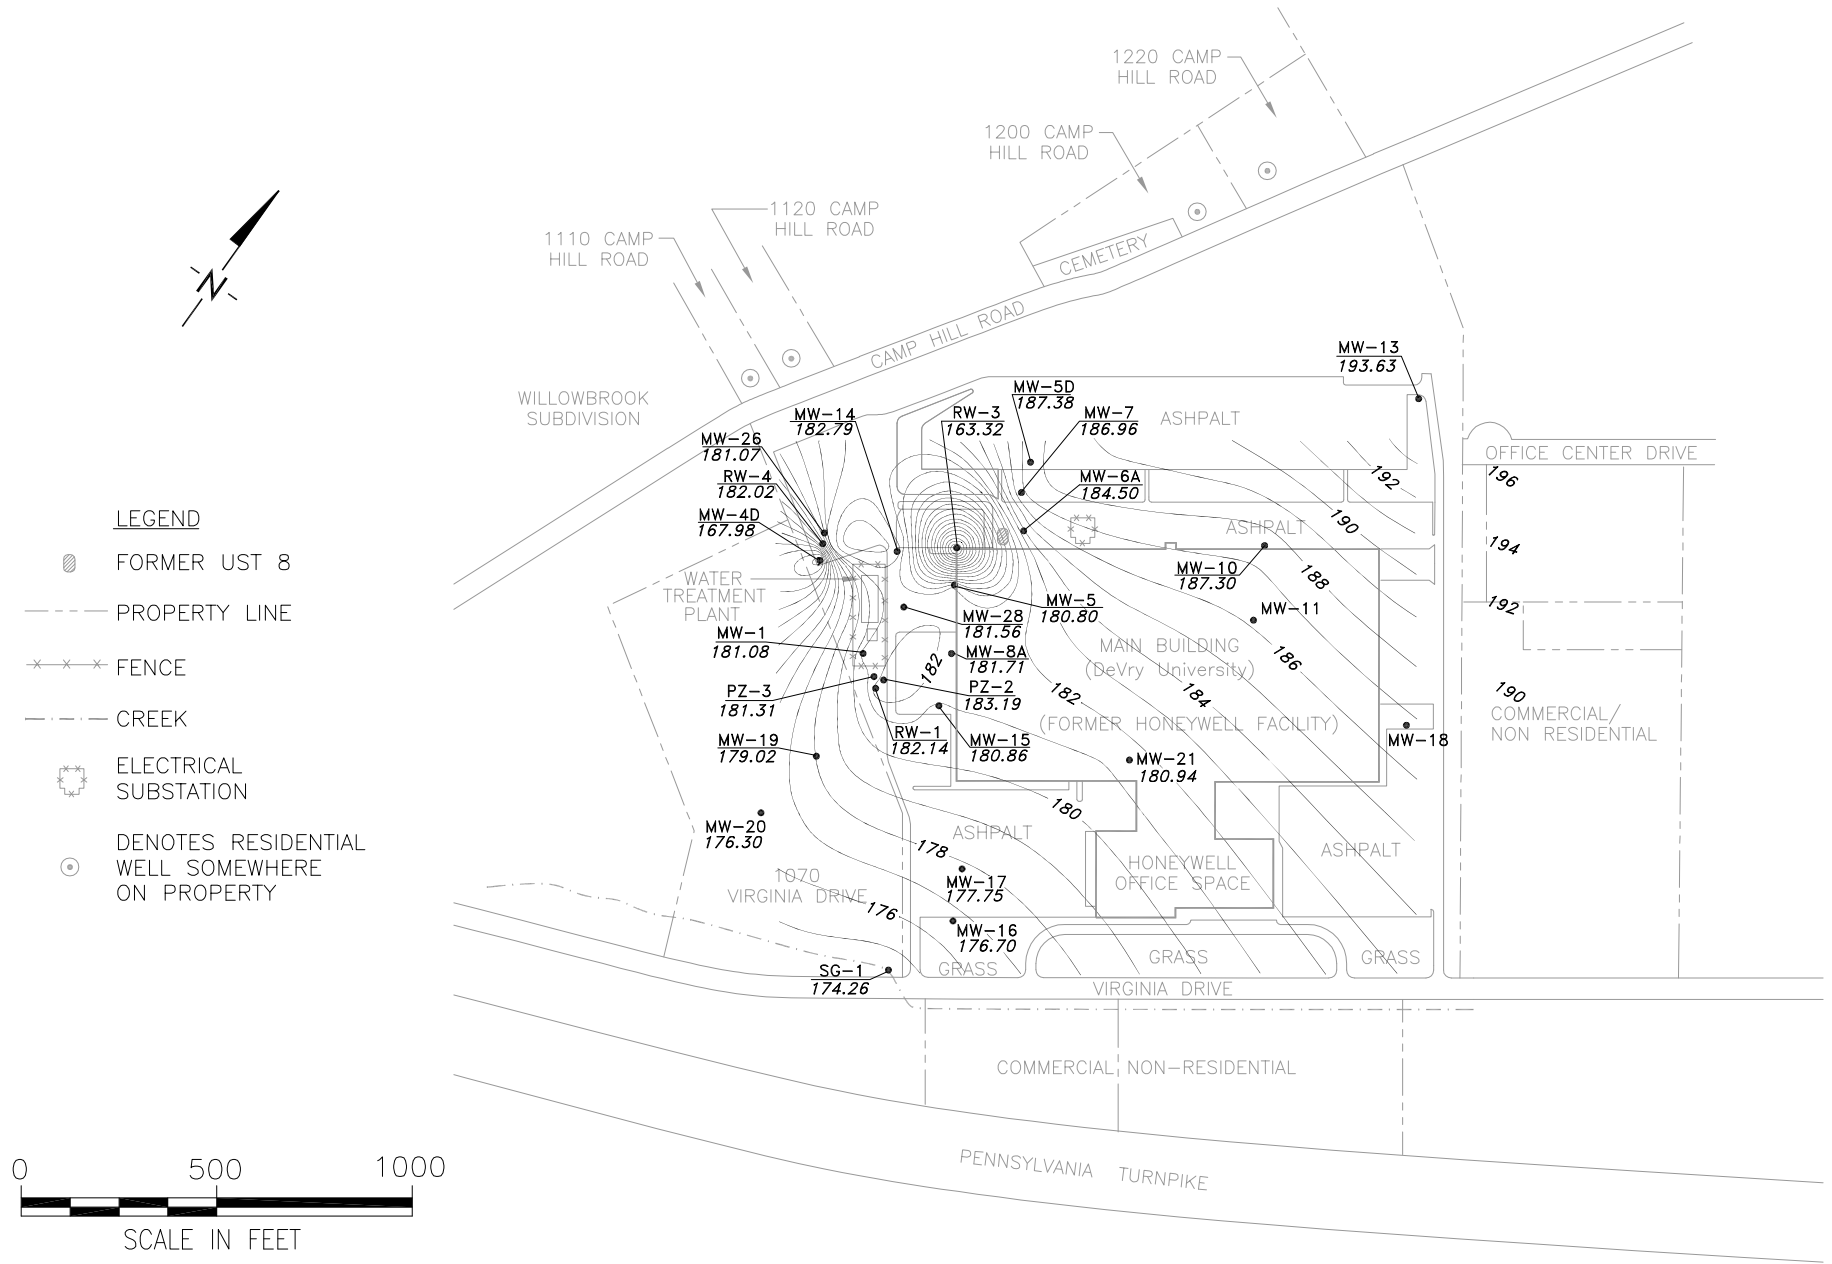 1220 CAMP
HILL ROAD
1200 CAMP
HILL ROAD
1120 CAMP
HILL ROAD
1110 CAMP
HILL ROAD
CEMETERY
N
CAMP HILL ROAD
WILLOWBROOK
SUBDIVISION
MW-13
193.63
MW-5D
187.38
MW-7
186.96
RW-3
163.32
MW-14
182.79
ASHPALT
MW-26
181.07
OFFICE CENTER DRIVE
RW-4
182.02
MW-6A
184.50
192
196
MW-4D
167.98
190
ASHPALT
194
LEGEND
FORMER UST 8
PROPERTY LINE
FENCE
CREEK
ELECTRICAL
SUBSTATION
DENOTES RESIDENTIAL
WELL SOMEWHERE
ON PROPERTY
WATER
TREATMENT
PLANT
MW-10
187.30
188
192
MW-5
180.80
MW-11
MW-28
181.56
MW-1
181.08
MW-8A
181.71
182
MAIN BUILDING
(DeVry University)
186
PZ-3
181.31
PZ-2
183.19
182
184
190
(FORMER HONEYWELL FACILITY)
COMMERCIAL/
NON RESIDENTIAL
MW-19
179.02
RW-1
182.14
MW-15
180.86
MW-18
MW-21
180.94
180
MW-20
176.30
ASHPALT
178
ASHPALT
HONEYWELL
OFFICE SPACE
1070
VIRGINIA DRIVE
MW-17
177.75
176
MW-16
176.70
GRASS
GRASS
GRASS
SG-1
174.26
VIRGINIA DRIVE
COMMERCIAL NON-RESIDENTIAL
PENNSYLVANIA TURNPIKE
0 500 1000
SCALE IN FEET